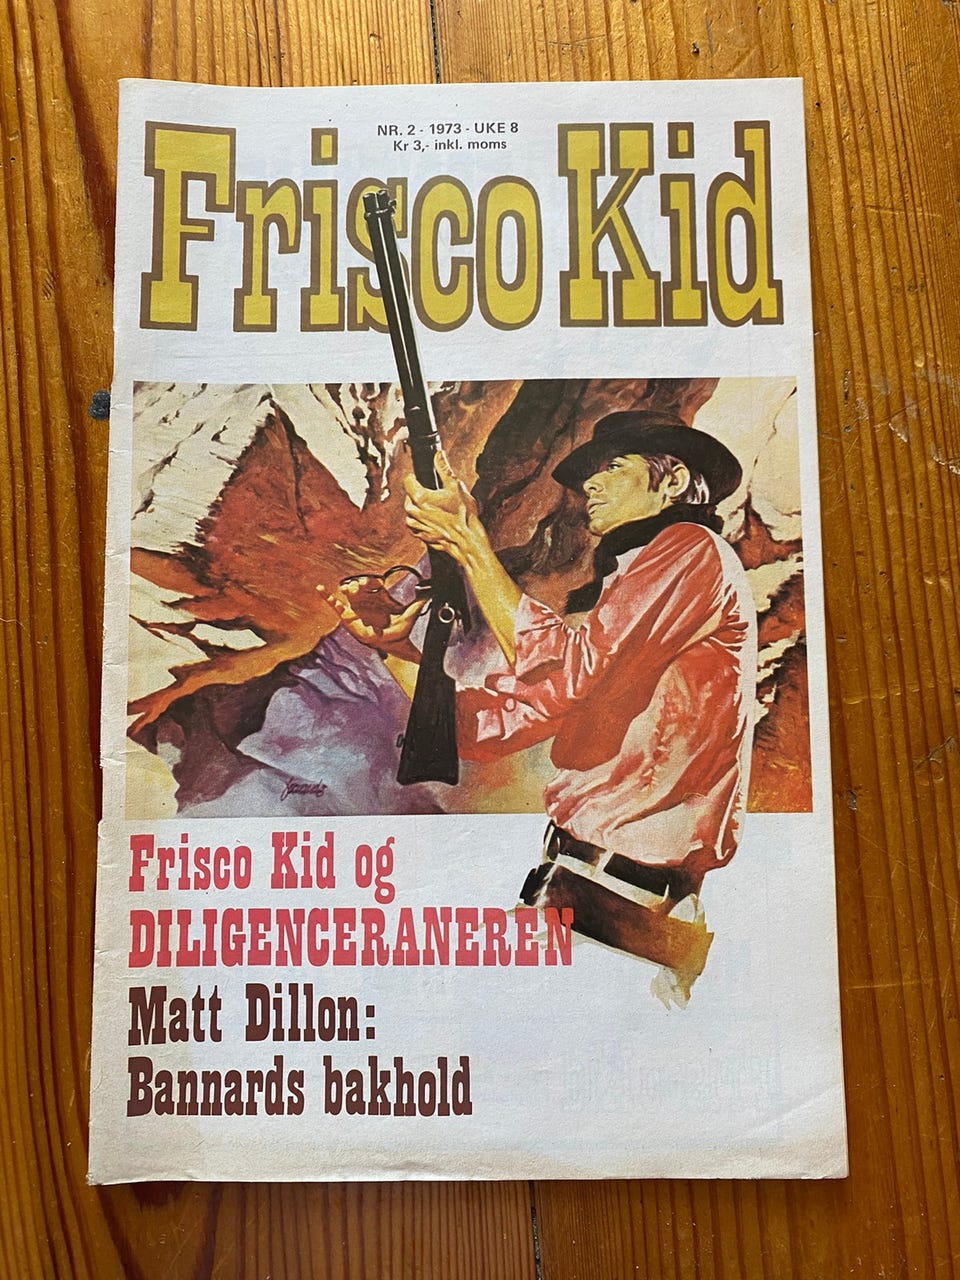 NR. 2 - 1973 - UKE 8
Kr 3,- inkl. moms
Frisco Kid
Frisco Kid og
DILIGENCERANEREN
Matt Dillon:
Bannards bakhold